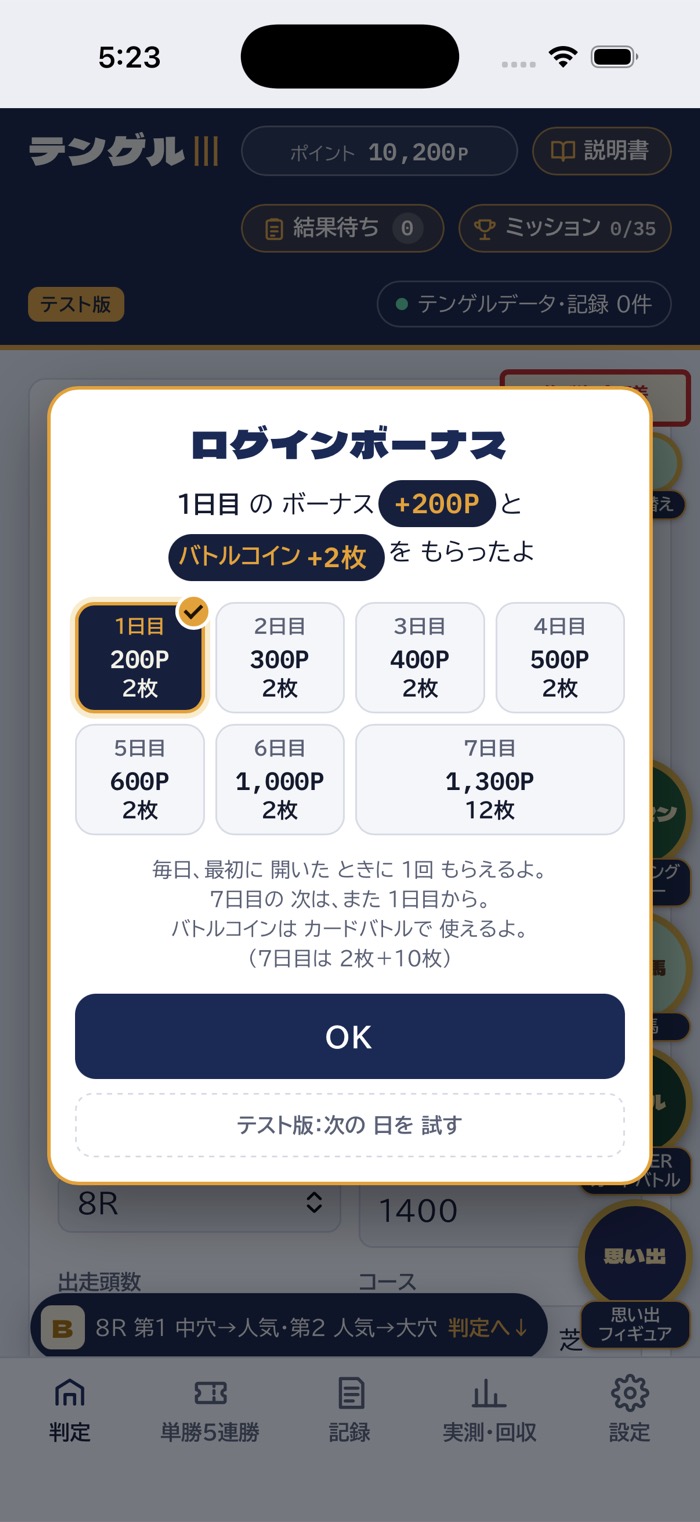 5:23
テンゲル
ポイント 10,200P
説明書
結果待ち 0
ミッション 0/35
テスト版
テンゲルデータ・記録 0件
ログインボーナス
1日目 の ボーナス +200P と
バトルコイン +2枚 を もらったよ
1日目
200P
2枚
2日目
300P
2枚
3日目
400P
2枚
4日目
500P
2枚
5日目
600P
2枚
6日目
1,000P
2枚
7日目
1,300P
12枚
毎日、最初に 開いた ときに 1回 もらえるよ。
7日目の 次は、また 1日目から。
バトルコインは カードバトルで 使えるよ。
(7日目は 2枚+10枚)
OK
テスト版:次の 日を 試す
8R
1400
出走頭数
コース
B 8R 第1 中穴→人気・第2 人気→大穴 判定へ↓
芝
思い出
思い出
フィギュア
判定
単勝5連勝
記録
実測・回収
設定